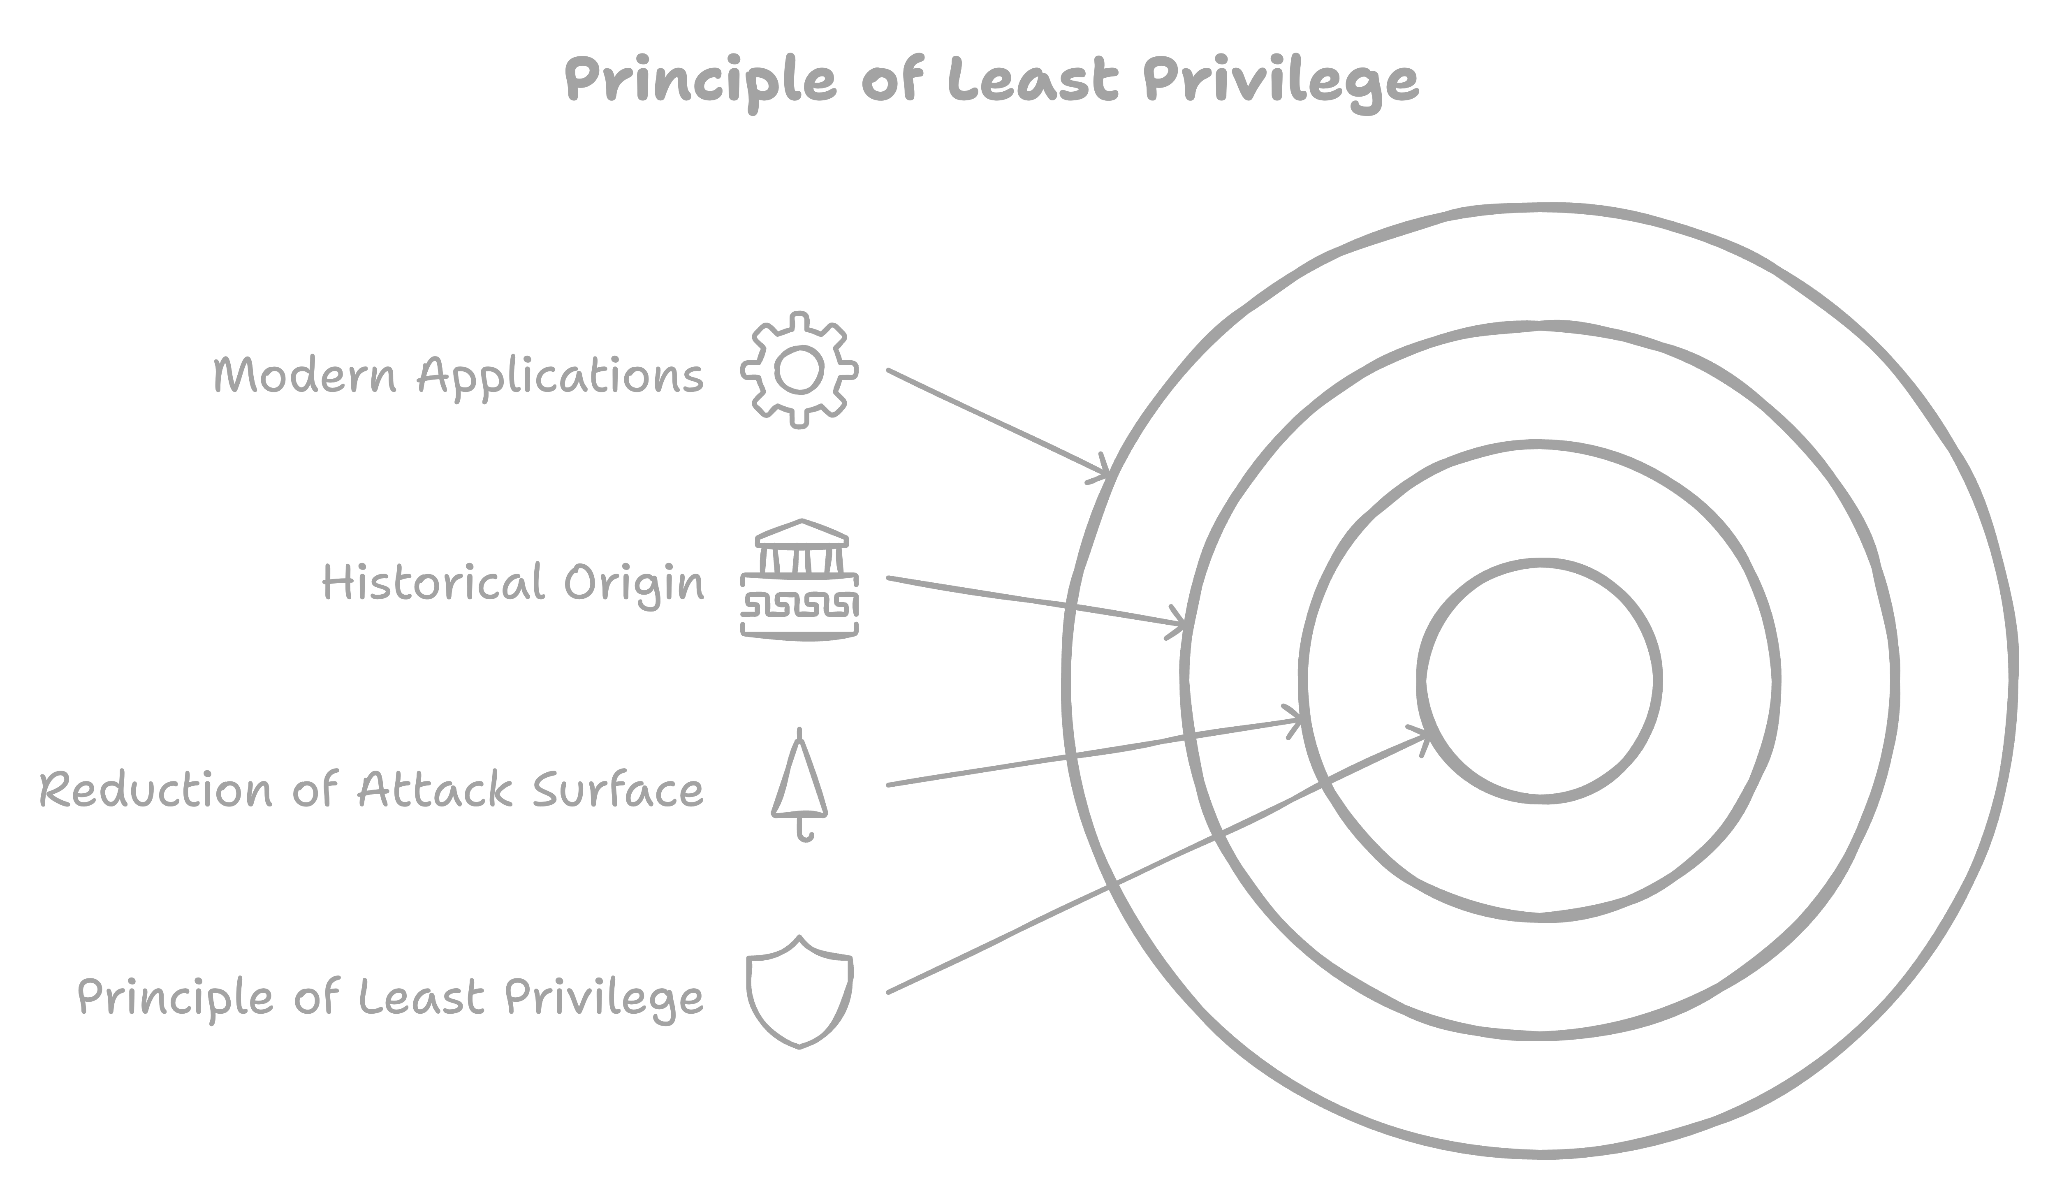 Principle of Least Privilege
Modern Applications
Historical Origin
Reduction of Attack Surface
Principle of Least Privilege